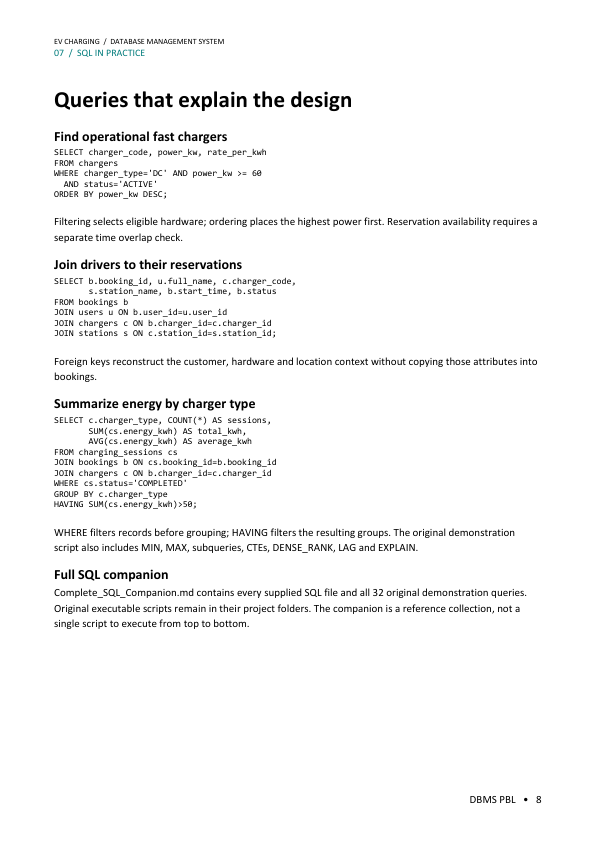 EV CHARGING / DATABASE MANAGEMENT SYSTEM
07 / SQL IN PRACTICE
Queries that explain the design
Find operational fast chargers
SELECT charger_code, power_kw, rate_per_kwh
FROM chargers
WHERE charger_type='DC' AND power_kw >= 60
  AND status='ACTIVE'
ORDER BY power_kw DESC;
Filtering selects eligible hardware; ordering places the highest power first. Reservation availability requires a
separate time overlap check.
Join drivers to their reservations
SELECT b.booking_id, u.full_name, c.charger_code,
       s.station_name, b.start_time, b.status
FROM bookings b
JOIN users u ON b.user_id=u.user_id
JOIN chargers c ON b.charger_id=c.charger_id
JOIN stations s ON c.station_id=s.station_id;
Foreign keys reconstruct the customer, hardware and location context without copying those attributes into
bookings.
Summarize energy by charger type
SELECT c.charger_type, COUNT(*) AS sessions,
       SUM(cs.energy_kwh) AS total_kwh,
       AVG(cs.energy_kwh) AS average_kwh
FROM charging_sessions cs
JOIN bookings b ON cs.booking_id=b.booking_id
JOIN chargers c ON b.charger_id=c.charger_id
WHERE cs.status='COMPLETED'
GROUP BY c.charger_type
HAVING SUM(cs.energy_kwh)>50;
WHERE filters records before grouping; HAVING filters the resulting groups. The original demonstration
script also includes MIN, MAX, subqueries, CTEs, DENSE_RANK, LAG and EXPLAIN.
Full SQL companion
Complete_SQL_Companion.md contains every supplied SQL file and all 32 original demonstration queries.
Original executable scripts remain in their project folders. The companion is a reference collection, not a
single script to execute from top to bottom.
DBMS PBL • 8